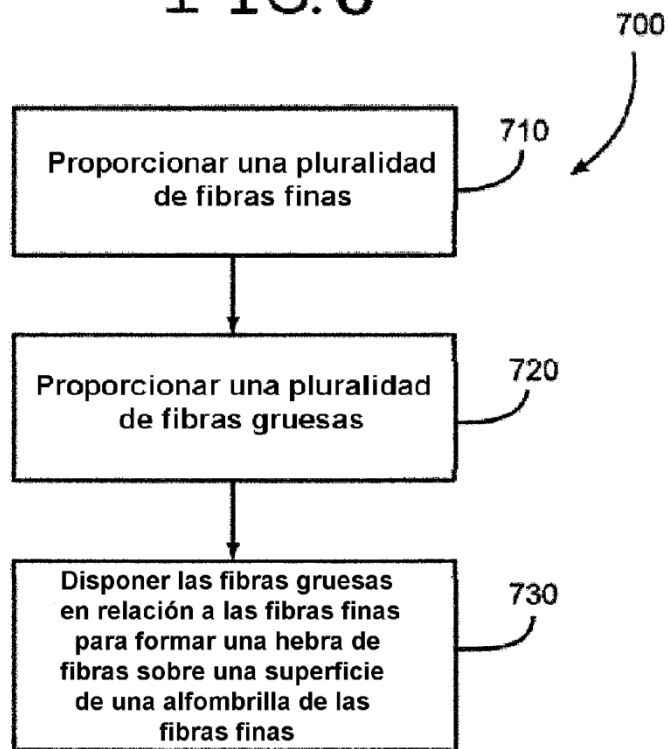 FIG. 6
700
710
Proporcionar una pluralidad
de fibras finas
720
Proporcionar una pluralidad
de fibras gruesas
730
Disponer las fibras gruesas
en relación a las fibras finas
para formar una hebra de
fibras sobre una superficie
de una alfombrilla de las
fibras finas